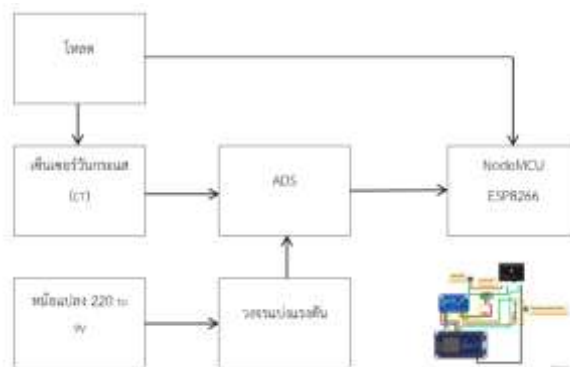 โหลด
เซ็นเซอร์วัดกระแส
(CT)
ADS
NodeMCU
ESP8266
หม้อแปลง 220 to
9V
วงจรแบ่งแรงดัน